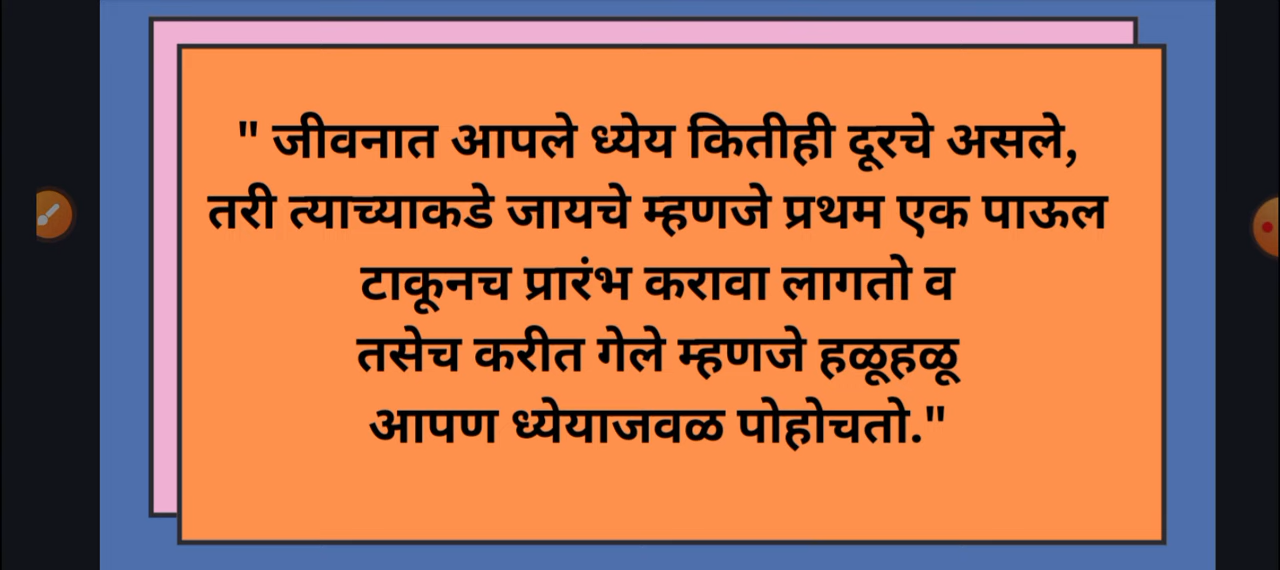 " जीवनात आपले ध्येय कितीही दूरचे असले,
तरी त्याच्याकडे जायचे म्हणजे प्रथम एक पाऊल
टाकूनच प्रारंभ करावा लागतो व
तसेच करीत गेले म्हणजे हळूहळू
आपण ध्येयाजवळ पोहोचतो."